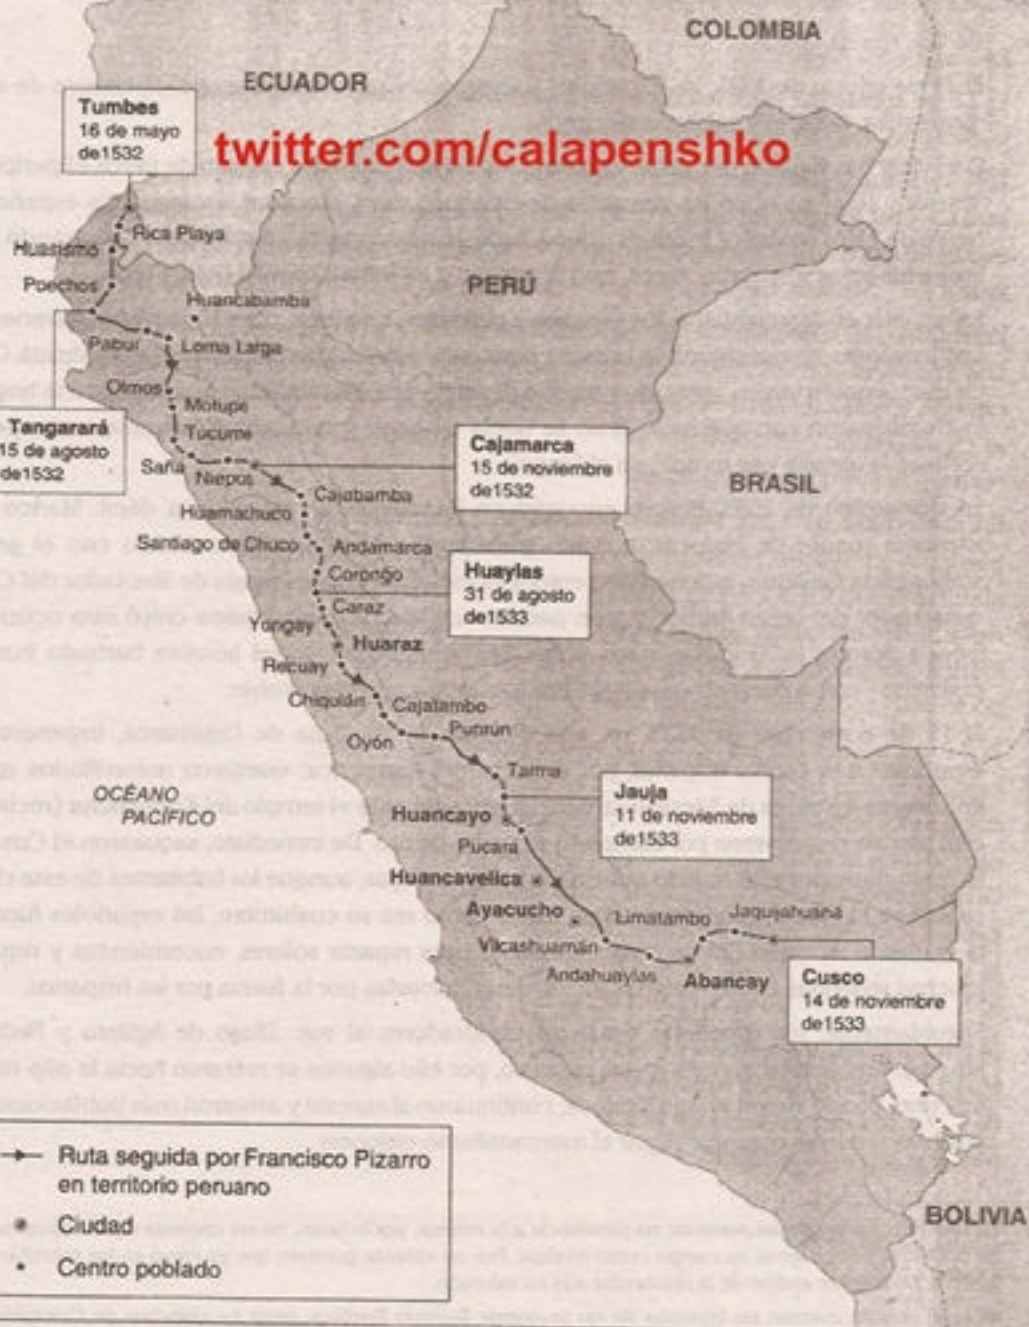 COLOMBIA
ECUADOR
Tumbes
16 de mayo
de1532
twitter.com/calapenshko
Rica Playa
Huasismo
Poechos
PERÚ
Huancabamba
Pabur
Loma Larga
Olmos
Motupe
Tangarará
15 de agosto
de1532
Túcume
Cajamarca
15 de noviembre
de1532
Saña
Niepos
BRASIL
Cajabamba
Huamachuco
Santiago de Chuco
Andamarca
Corongo
Huaylas
31 de agosto
de1533
Caraz
Yongay
Huaraz
Recuay
Chiquián
Cajatambo
Punrún
Oyón
Tarma
OCÉANO
PACÍFICO
Jauja
11 de noviembre
de1533
Huancayo
Pucará
Huancavelica
Ayacucho
Limatambo
Jaquijahuana
Vilcashuamán
Andahuaylas
Abancay
Cusco
14 de noviembre
de1533
Ruta seguida por Francisco Pizarro
en territorio peruano
Ciudad
Centro poblado
BOLIVIA